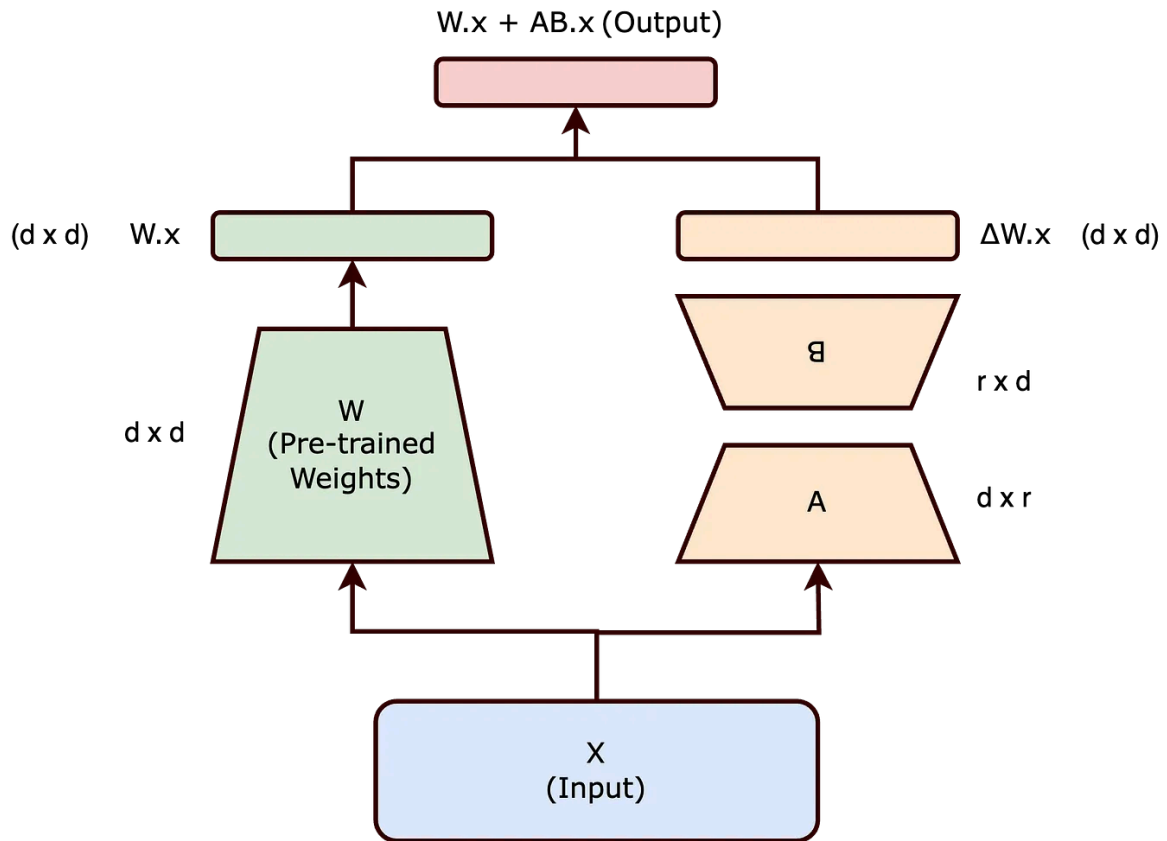 W.x + AB.x (Output)
(d x d) W.x
ΔW.x (d x d)
B
r x d
W
(Pre-trained
Weights)
d x d
A
d x r
X
(Input)